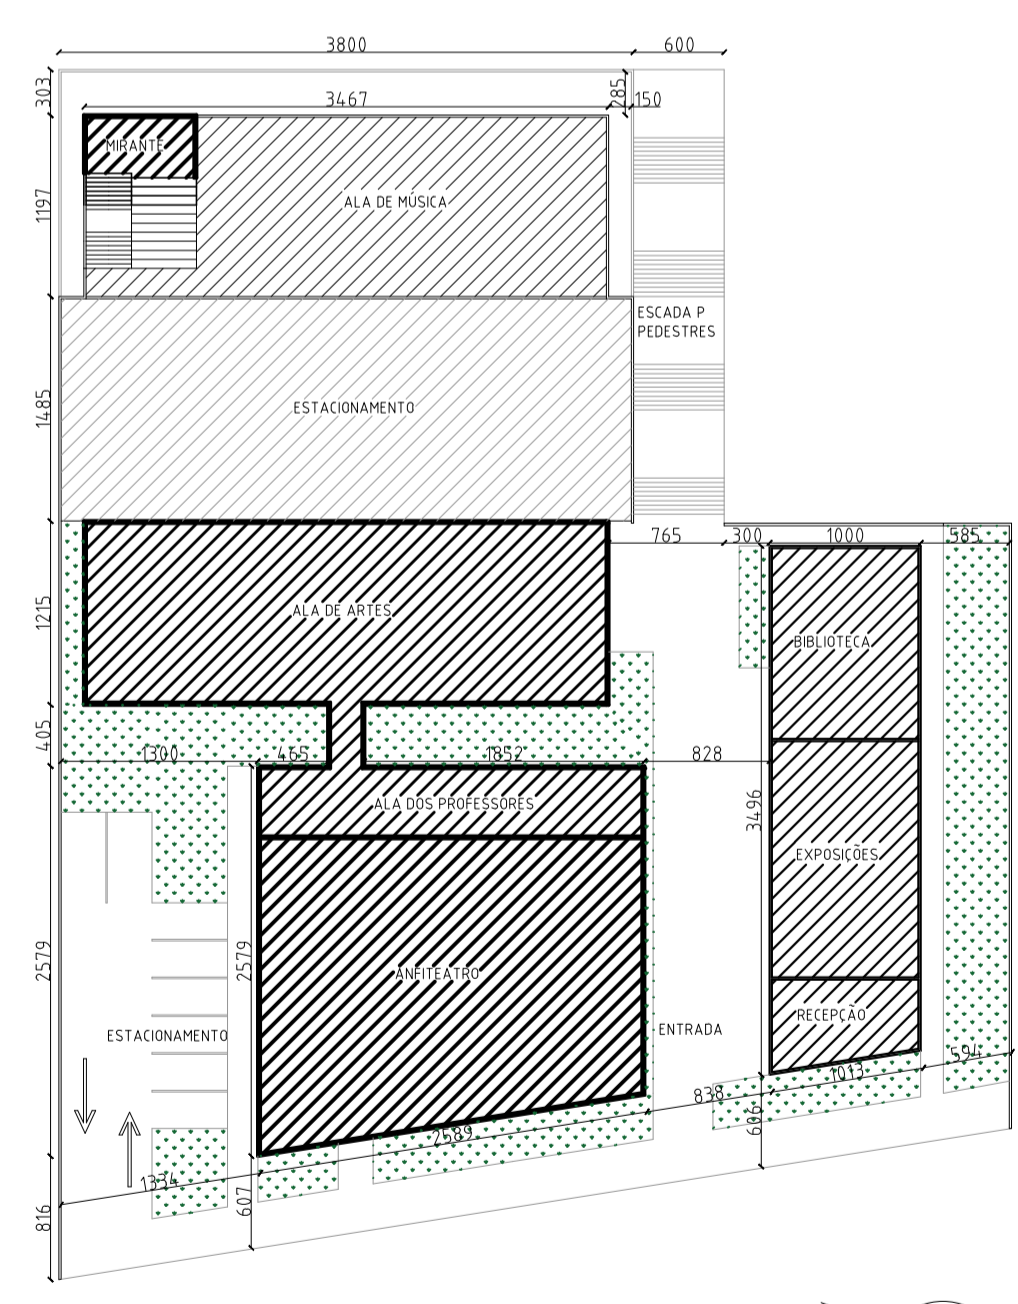 3800
600
303
285
3467
150
MIRANTE
ALA DE MÚSICA
1197
ESCADA P
PEDESTRES
ESTACIONAMENTO
1485
765
300
1000
585
ALA DE ARTES
1215
BIBLIOTECA
405
1300
465
1852
828
ALA DOS PROFESSORES
3496
EXPOSIÇÕES
2579
2579
ANFITEATRO
RECEPÇÃO
ESTACIONAMENTO
ENTRADA
594
1013
838
606
2589
1334
607
816